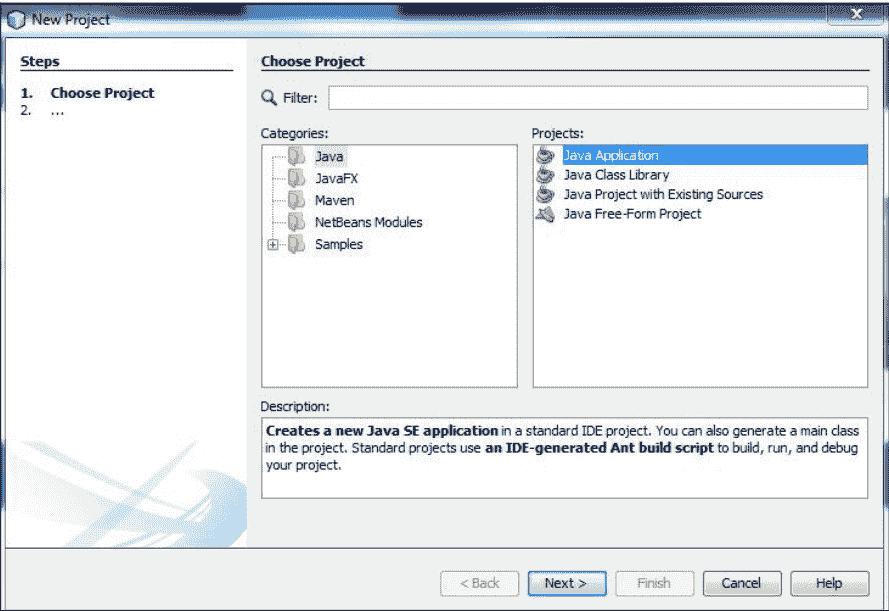 New Project
Steps
1. Choose Project
2. ...
Choose Project
Filter:
Categories:
Java
JavaFX
Maven
NetBeans Modules
Samples
Projects:
Java Application
Java Class Library
Java Project with Existing Sources
Java Free-Form Project
Description:
Creates a new Java SE application in a standard IDE project. You can also generate a main class
in the project. Standard projects use an IDE-generated Ant build script to build, run, and debug
your project.
< Back
Next >
Finish
Cancel
Help